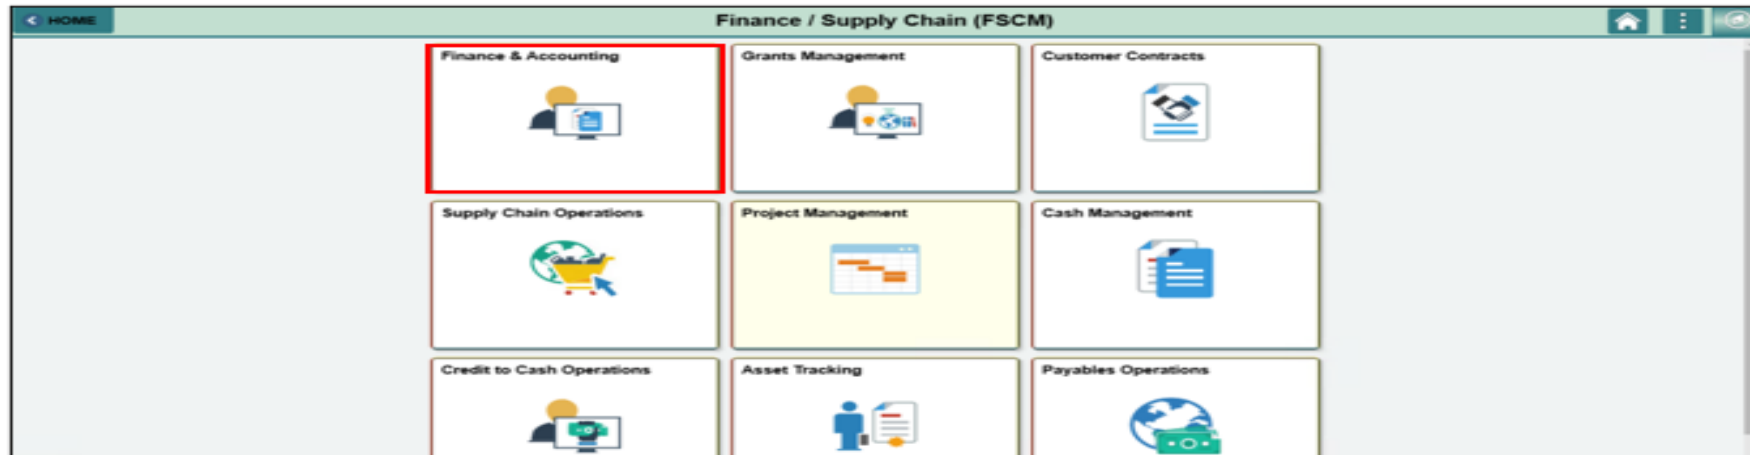 HOME
Finance / Supply Chain (FSCM)
Finance & Accounting
Grants Management
Customer Contracts
Supply Chain Operations
Project Management
Cash Management
Credit to Cash Operations
Asset Tracking
Payables Operations